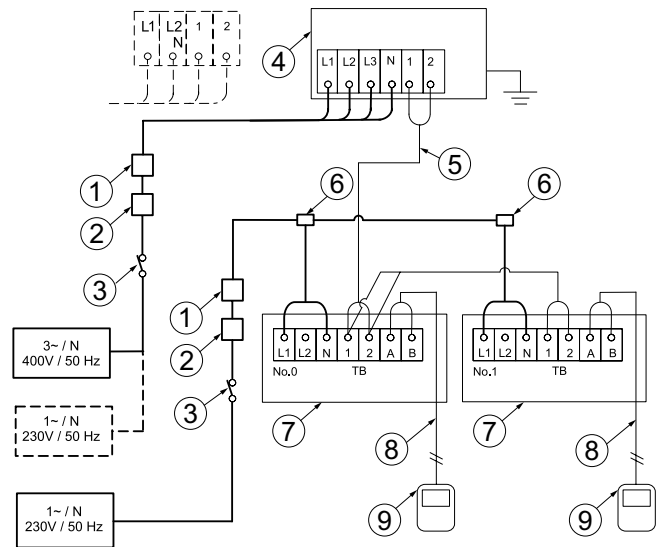 L1 L2 1 2
N
4
L1 L2 L3 N 1 2
1
5
2
6
6
3
1
3~ / N
400V / 50 Hz
2
L1 L2 N 1 2 A B
No.0 TB
L1 L2 N 1 2 A B
No.1 TB
3
1~ / N
230V / 50 Hz
7
7
8
8
1~ / N
230V / 50 Hz
9
9